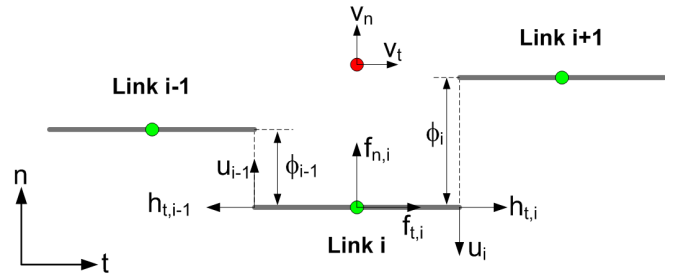 v_n
v_t
Link i+1
Link i-1
f_{n,i}
ϕ_i
u_{i-1}
ϕ_{i-1}
n
h_{t,i-1}
f_{t,i}
h_{t,i}
Link i
u_i
t